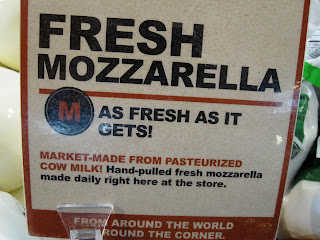 FRESH
MOZZARELLA
M AS FRESH AS IT
GETS!
MARKET-MADE FROM PASTEURIZED
COW MILK! Hand-pulled fresh mozzarella
made daily right here at the store.
FROM AROUND THE WORLD
AROUND THE CORNER.